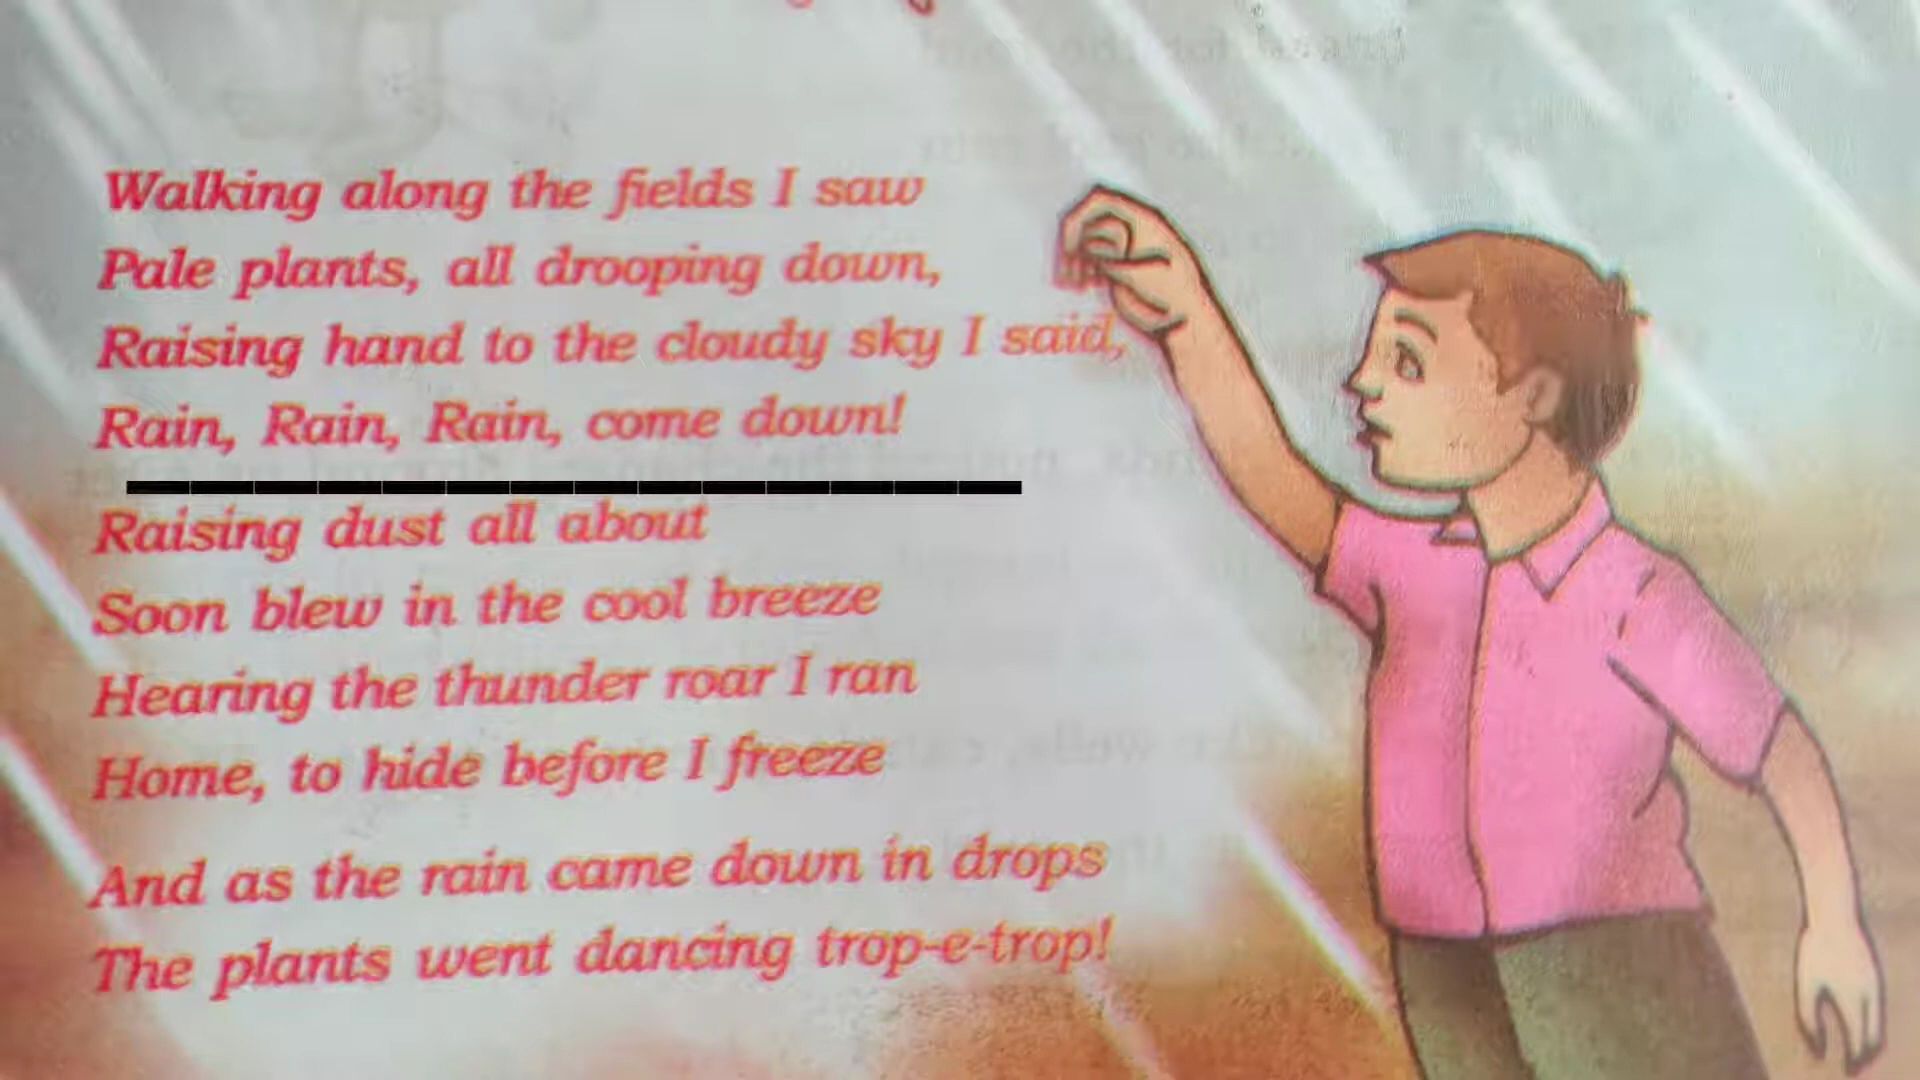 Walking along the fields I saw
Pale plants, all drooping down,
Raising hand to the cloudy sky I said,
Rain, Rain, Rain, come down!
Raising dust all about
Soon blew in the cool breeze
Hearing the thunder roar I ran
Home, to hide before I freeze
And as the rain came down in drops
The plants went dancing trop-e-trop!